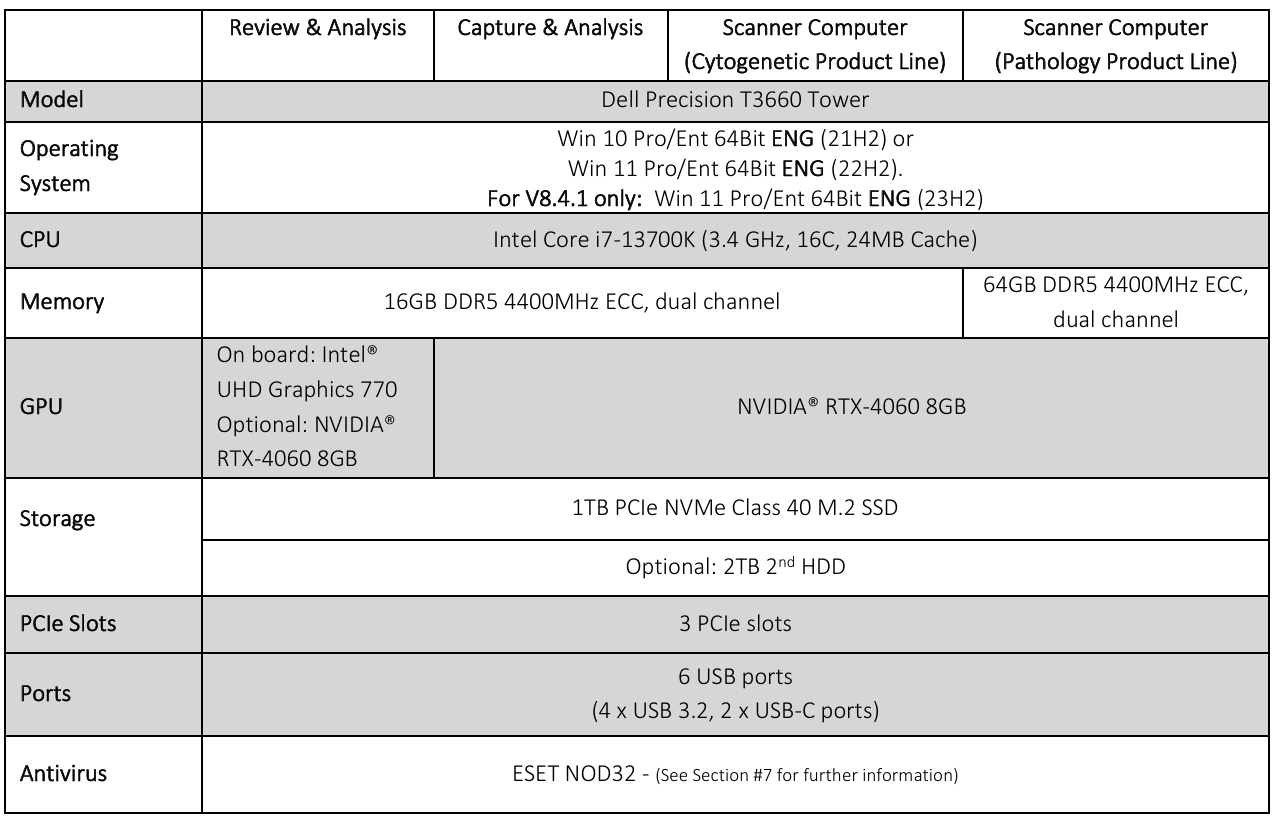 Review & Analysis
Capture & Analysis
Scanner Computer
(Cytogenetic Product Line)
Scanner Computer
(Pathology Product Line)
Model
Dell Precision T3660 Tower
Operating
System
Win 10 Pro/Ent 64Bit ENG (21H2) or
Win 11 Pro/Ent 64Bit ENG (22H2).
For V8.4.1 only:  Win 11 Pro/Ent 64Bit ENG (23H2)
CPU
Intel Core i7-13700K (3.4 GHz, 16C, 24MB Cache)
Memory
16GB DDR5 4400MHz ECC, dual channel
64GB DDR5 4400MHz ECC,
dual channel
GPU
On board: Intel®
UHD Graphics 770
Optional: NVIDIA®
RTX-4060 8GB
NVIDIA® RTX-4060 8GB
Storage
1TB PCIe NVMe Class 40 M.2 SSD
Optional: 2TB 2nd HDD
PCIe Slots
3 PCIe slots
Ports
6 USB ports
(4 x USB 3.2, 2 x USB-C ports)
Antivirus
ESET NOD32 - (See Section #7 for further information)